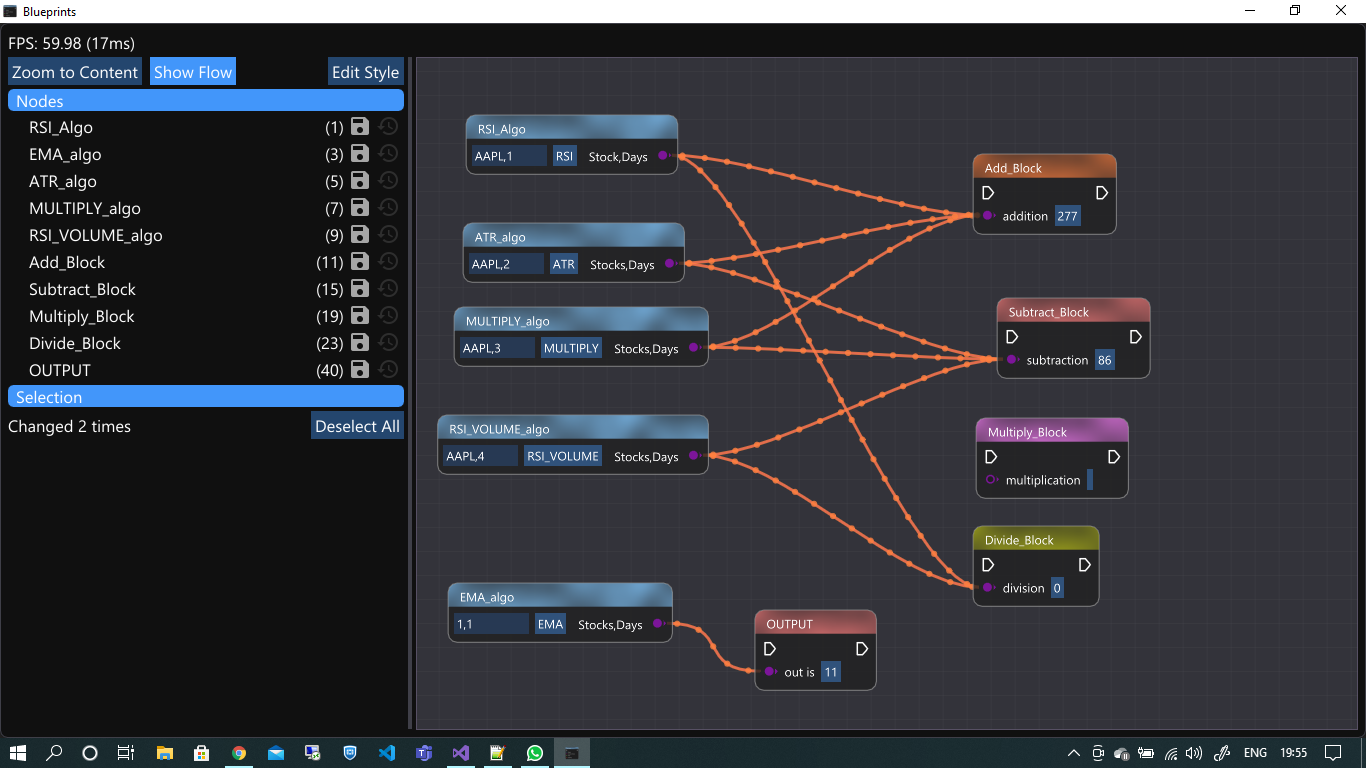 Blueprints
FPS: 59.98 (17ms)
Zoom to Content Show Flow Edit Style
Nodes
RSI_Algo (1)
EMA_algo (3)
ATR_algo (5)
MULTIPLY_algo (7)
RSI_VOLUME_algo (9)
Add_Block (11)
Subtract_Block (15)
Multiply_Block (19)
Divide_Block (23)
OUTPUT (40)
Selection
Changed 2 times Deselect All
RSI_Algo
AAPL,1 RSI Stock,Days
ATR_algo
AAPL,2 ATR Stocks,Days
MULTIPLY_algo
AAPL,3 MULTIPLY Stocks,Days
RSI_VOLUME_algo
AAPL,4 RSI_VOLUME Stocks,Days
EMA_algo
1,1 EMA Stocks,Days
OUTPUT
out is 11
Add_Block
addition 277
Subtract_Block
subtraction 86
Multiply_Block
multiplication
Divide_Block
division 0
ENG 19:55